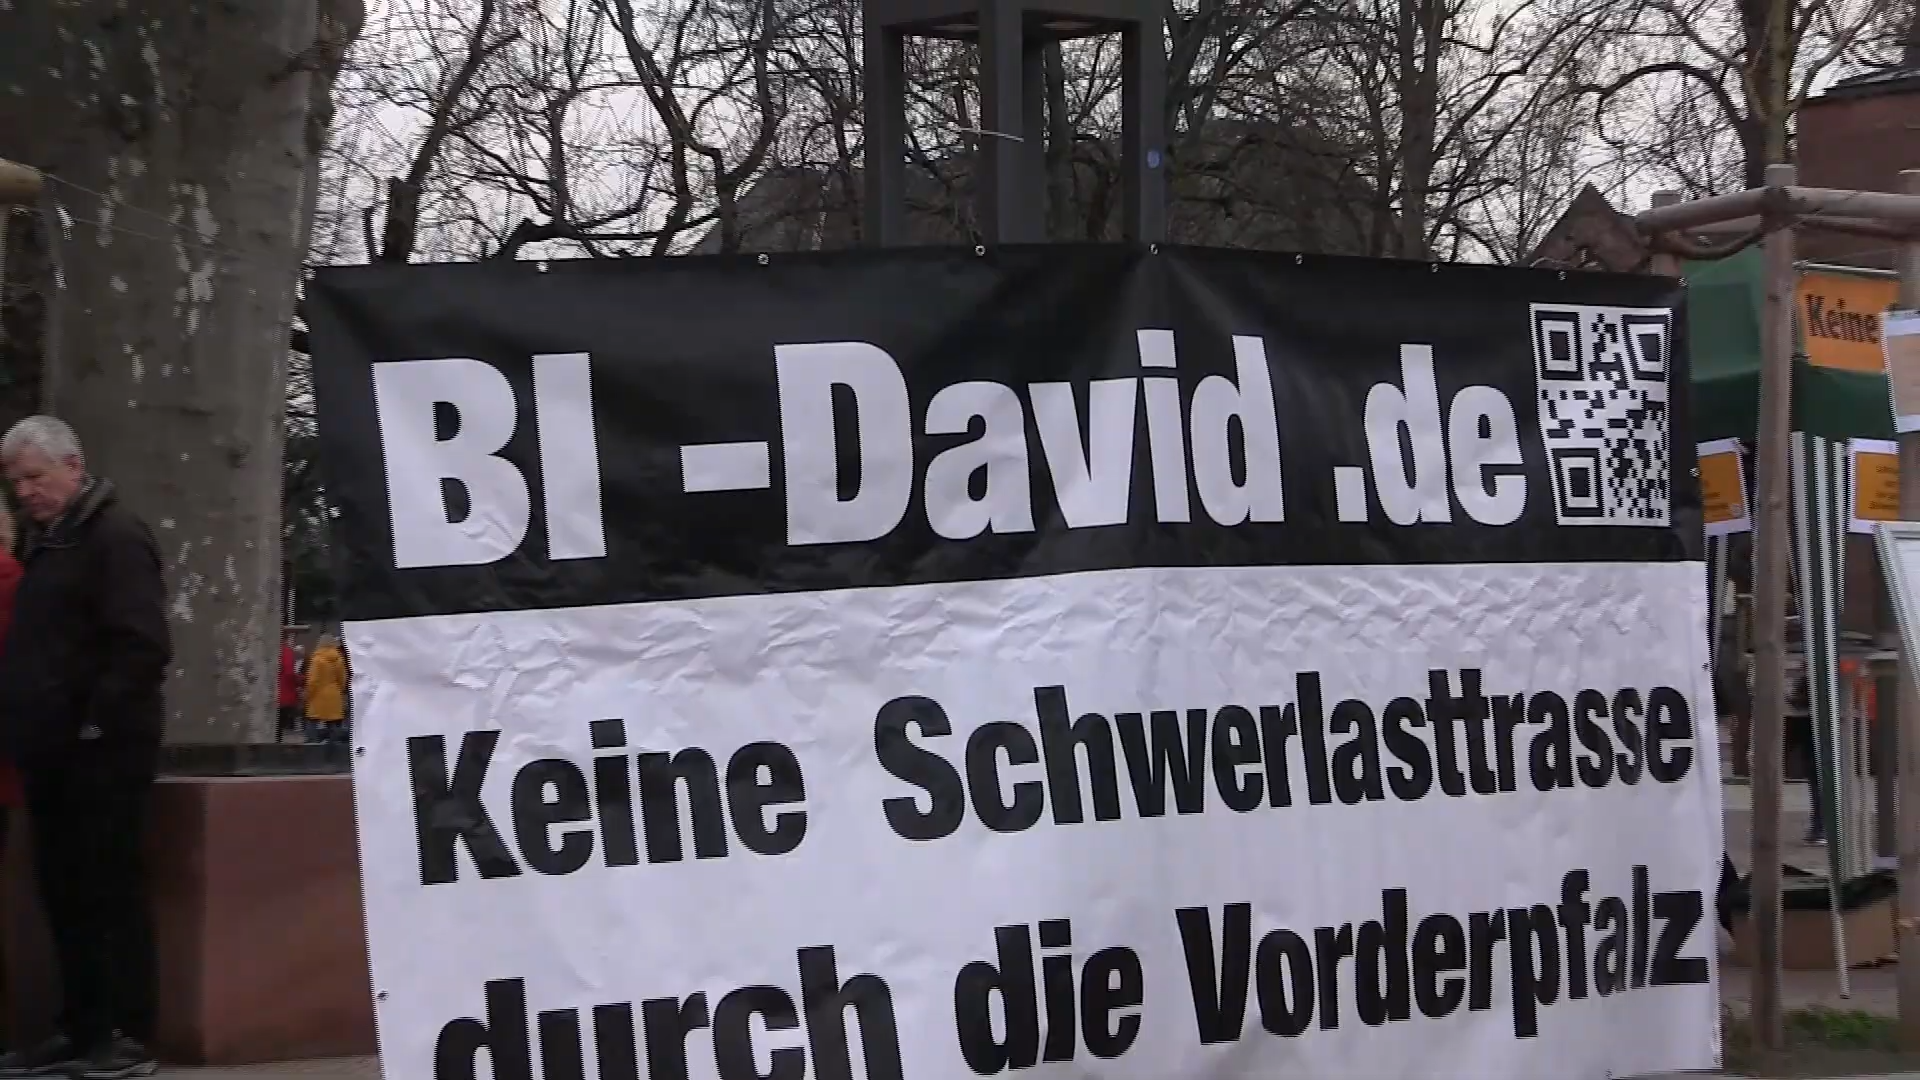 BI -David .de
Keine Schwerlasttrasse
durch die Vorderpfalz
Keine